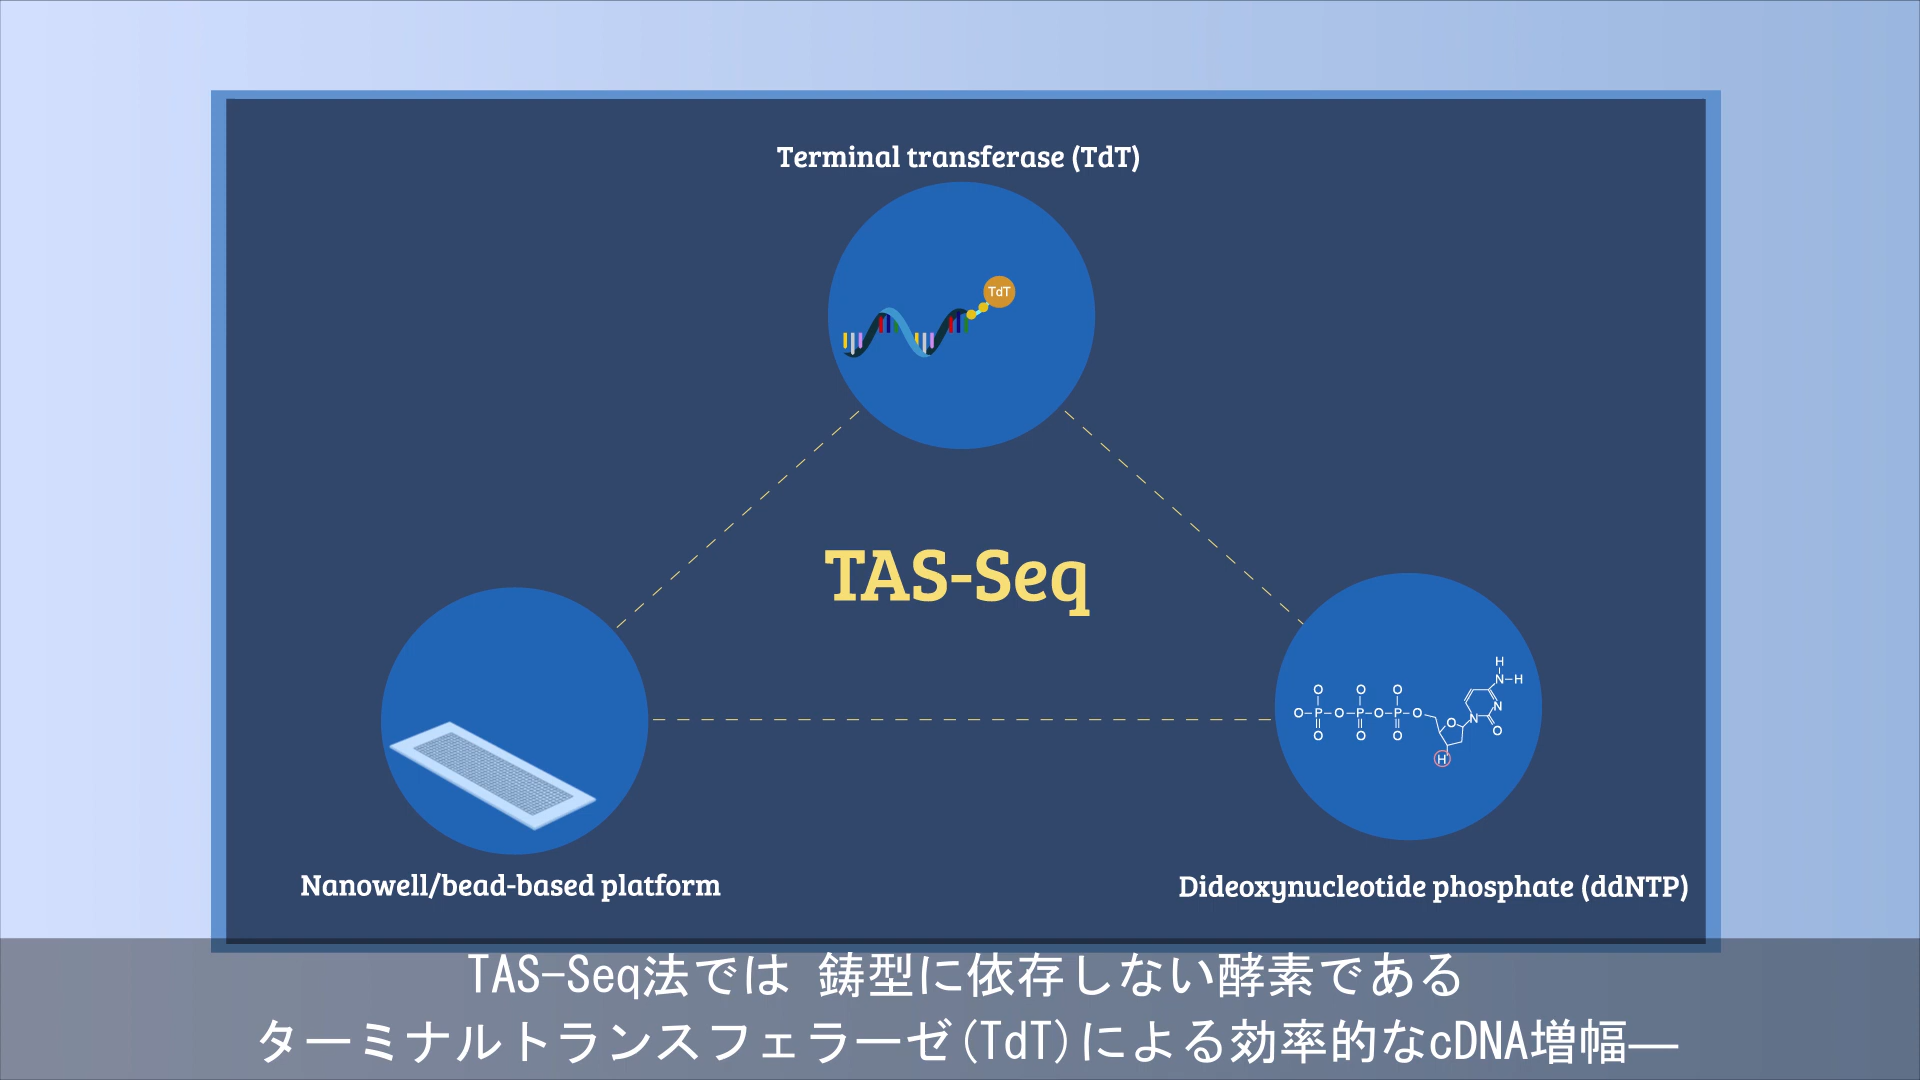 Terminal transferase (TdT)
TdT
TAS-Seq
H
N-H
O O O
N
O-P-O-P-O-P-O
O
N
O
O O O
H
Nanowell/bead-based platform
Dideoxynucleotide phosphate (ddNTP)
TAS-Seq法では 鋳型に依存しない酵素である
ターミナルトランスフェラーゼ(TdT)による効率的なcDNA増幅―